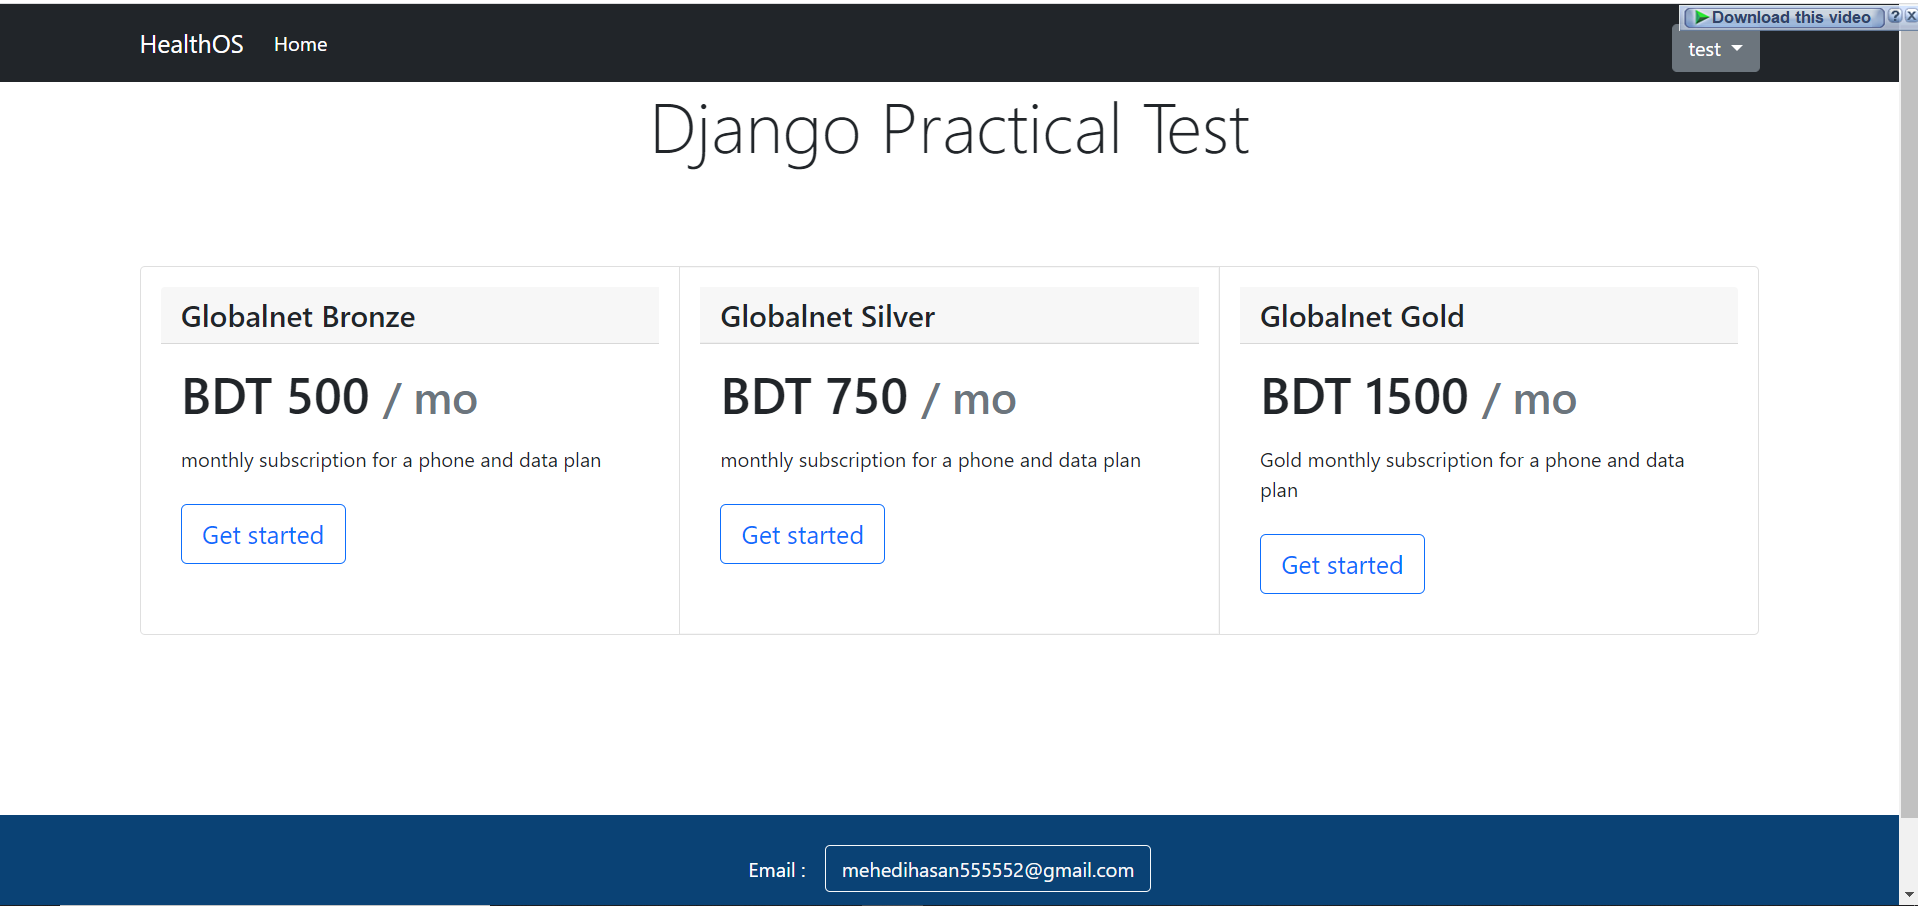 HealthOS Home
Download this video ? x
test
Django Practical Test
Globalnet Bronze
BDT 500 / mo
monthly subscription for a phone and data plan
Get started
Globalnet Silver
BDT 750 / mo
monthly subscription for a phone and data plan
Get started
Globalnet Gold
BDT 1500 / mo
Gold monthly subscription for a phone and data
plan
Get started
Email : mehedihasan555552@gmail.com